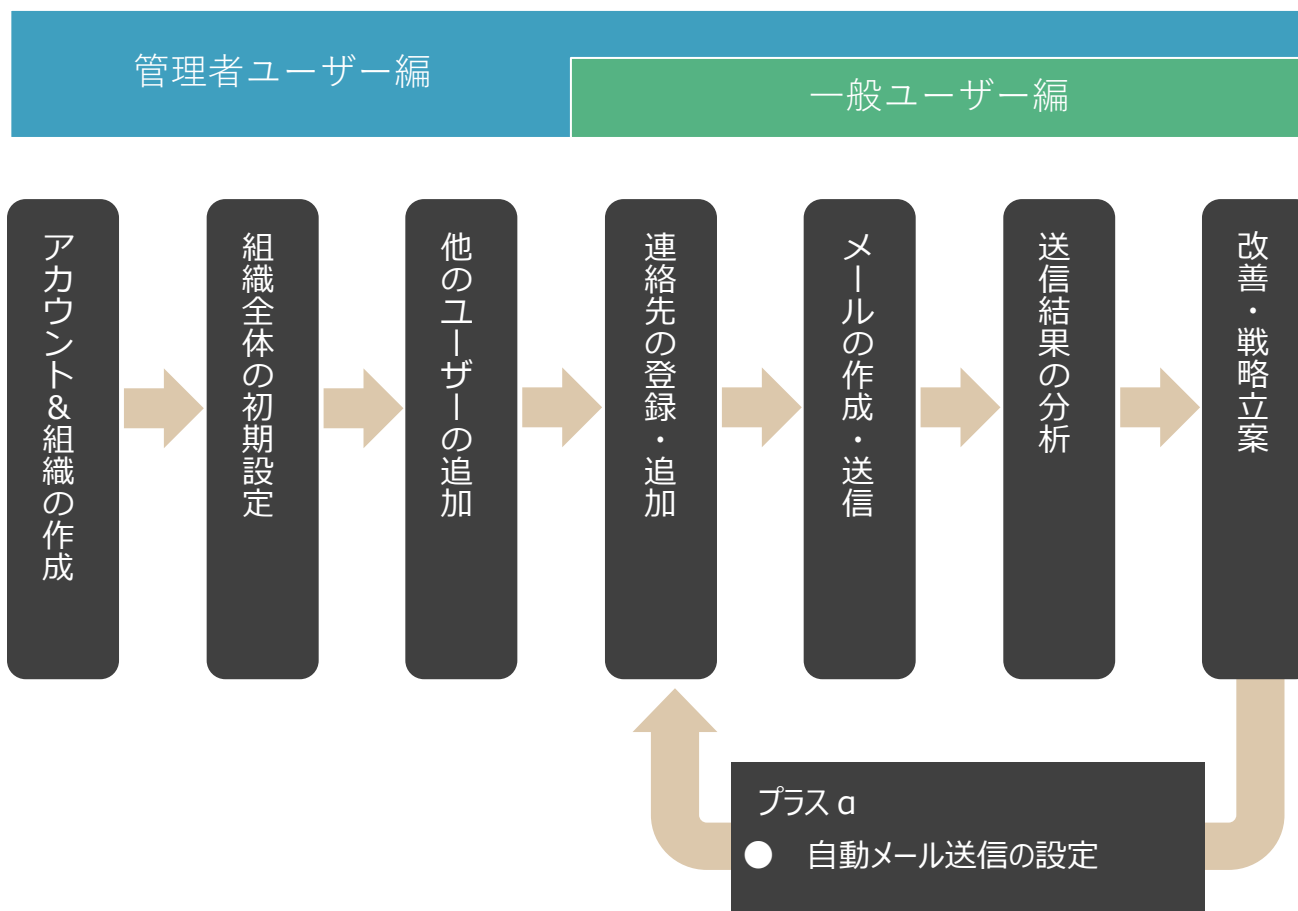 管理者ユーザー編
一般ユーザー編
アカウント&組織の作成
組織全体の初期設定
他のユーザーの追加
連絡先の登録・追加
メールの作成・送信
送信結果の分析
改善・戦略立案
プラスα
● 自動メール送信の設定